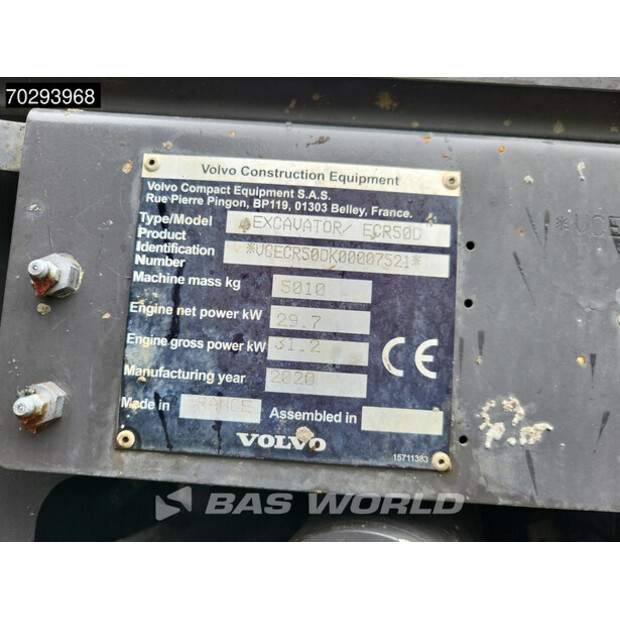 70293968
Volvo Construction Equipment
Volvo Compact Equipment S.A.S.
Rue Pierre Pingon, BP119, 01303 Belley, France.
Type/Model EXCAVATOR/ ECR50D
Product
Identification *VCECR50DK00007521*
Number
Machine mass kg 5010
Engine net power kW 29.7
Engine gross power kW 31.2
Manufacturing year 2020
Made in FRANCE Assembled in
CE
VOLVO
15711383
BAS WORLD